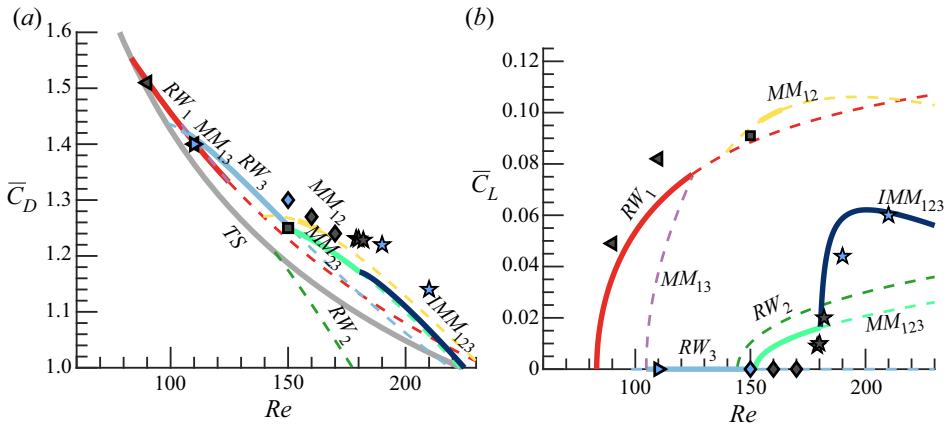 (a)
1.6
1.5
1.4
1.3
1.2
1.1
1.0
C̅_D
RW_1
MM_13
RW_3
MM_12
TS
MM_23
RW_2
IMM_123
100 150 200
Re
(b)
0.12
0.10
0.08
0.06
0.04
0.02
0
C̅_L
MM_12
RW_1
IMM_123
MM_13
RW_2
MM_123
RW_3
100 150 200
Re